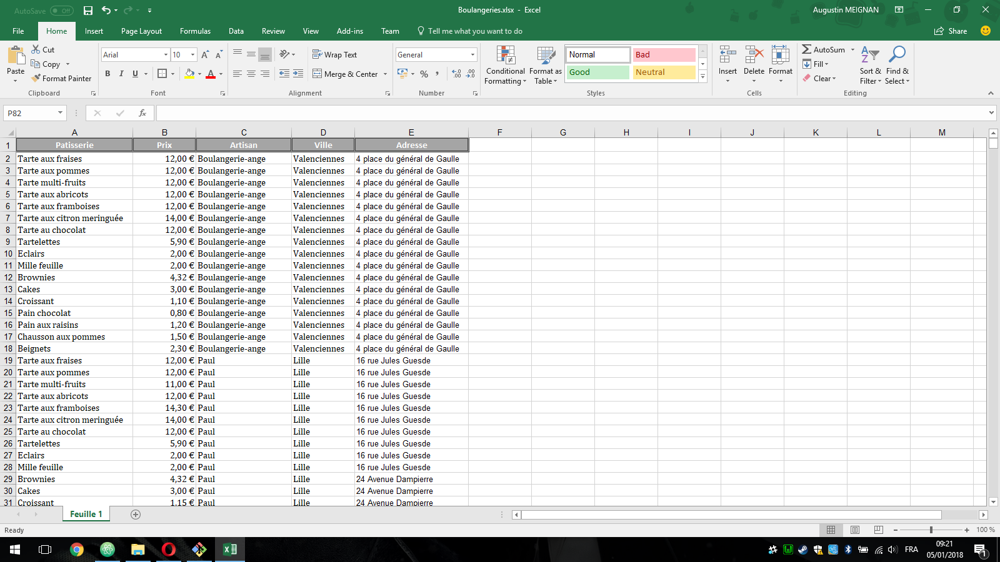 AutoSave Off Boulangeries.xlsx - Excel Augustin MEIGNAN
File Home Insert Page Layout Formulas Data Review View Add-ins Team Tell me what you want to do Share
Paste Cut Copy Format Painter Clipboard
Arial 10 B I U A Font
Wrap Text Merge & Center Alignment
General % Number
Conditional Formatting Format as Table Normal Bad Good Neutral Styles
Insert Delete Format Cells
AutoSum Fill Clear Sort & Filter Find & Select Editing
P82 fx
A B C D E F G H I J K L M
1 Patisserie Prix Artisan Ville Adresse
2 Tarte aux fraises 12,00 € Boulangerie-ange Valenciennes 4 place du général de Gaulle
3 Tarte aux pommes 12,00 € Boulangerie-ange Valenciennes 4 place du général de Gaulle
4 Tarte multi-fruits 12,00 € Boulangerie-ange Valenciennes 4 place du général de Gaulle
5 Tarte aux abricots 12,00 € Boulangerie-ange Valenciennes 4 place du général de Gaulle
6 Tarte aux framboises 12,00 € Boulangerie-ange Valenciennes 4 place du général de Gaulle
7 Tarte aux citron meringuée 14,00 € Boulangerie-ange Valenciennes 4 place du général de Gaulle
8 Tarte au chocolat 12,00 € Boulangerie-ange Valenciennes 4 place du général de Gaulle
9 Tartelettes 5,90 € Boulangerie-ange Valenciennes 4 place du général de Gaulle
10 Eclairs 2,00 € Boulangerie-ange Valenciennes 4 place du général de Gaulle
11 Mille feuille 2,00 € Boulangerie-ange Valenciennes 4 place du général de Gaulle
12 Brownies 4,32 € Boulangerie-ange Valenciennes 4 place du général de Gaulle
13 Cakes 3,00 € Boulangerie-ange Valenciennes 4 place du général de Gaulle
14 Croissant 1,10 € Boulangerie-ange Valenciennes 4 place du général de Gaulle
15 Pain chocolat 0,80 € Boulangerie-ange Valenciennes 4 place du général de Gaulle
16 Pain aux raisins 1,20 € Boulangerie-ange Valenciennes 4 place du général de Gaulle
17 Chausson aux pommes 1,50 € Boulangerie-ange Valenciennes 4 place du général de Gaulle
18 Beignets 2,30 € Boulangerie-ange Valenciennes 4 place du général de Gaulle
19 Tarte aux fraises 12,00 € Paul Lille 16 rue Jules Guesde
20 Tarte aux pommes 12,00 € Paul Lille 16 rue Jules Guesde
21 Tarte multi-fruits 11,00 € Paul Lille 16 rue Jules Guesde
22 Tarte aux abricots 12,00 € Paul Lille 16 rue Jules Guesde
23 Tarte aux framboises 14,30 € Paul Lille 16 rue Jules Guesde
24 Tarte aux citron meringuée 14,00 € Paul Lille 16 rue Jules Guesde
25 Tarte au chocolat 12,00 € Paul Lille 16 rue Jules Guesde
26 Tartelettes 5,90 € Paul Lille 16 rue Jules Guesde
27 Eclairs 2,00 € Paul Lille 16 rue Jules Guesde
28 Mille feuille 2,00 € Paul Lille 16 rue Jules Guesde
29 Brownies 4,32 € Paul Lille 24 Avenue Dampierre
30 Cakes 3,00 € Paul Lille 24 Avenue Dampierre
31 Croissant 1,15 € Paul Lille 24 Avenue Dampierre
Feuille 1
Ready 100 %
FRA 09:21
05/01/2018 1